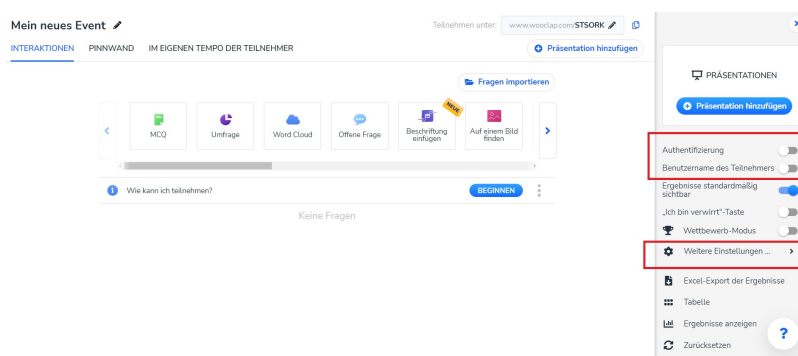 Mein neues Event
Teilnehmen unter: www.wooclap.com/STSORK
INTERAKTIONEN PINNWAND IM EIGENEN TEMPO DER TEILNEHMER
Präsentation hinzufügen
Fragen importieren
MCQ
Umfrage
Word Cloud
Offene Frage
NEUE
Beschriftung
einfügen
Auf einem Bild
finden
Wie kann ich teilnehmen?
BEGINNEN
Keine Fragen
PRÄSENTATIONEN
Präsentation hinzufügen
Authentifizierung
Benutzername des Teilnehmers
Ergebnisse standardmäßig
sichtbar
„Ich bin verwirrt“-Taste
Wettbewerb-Modus
Weitere Einstellungen ...
Excel-Export der Ergebnisse
Tabelle
Ergebnisse anzeigen
?
Zurücksetzen